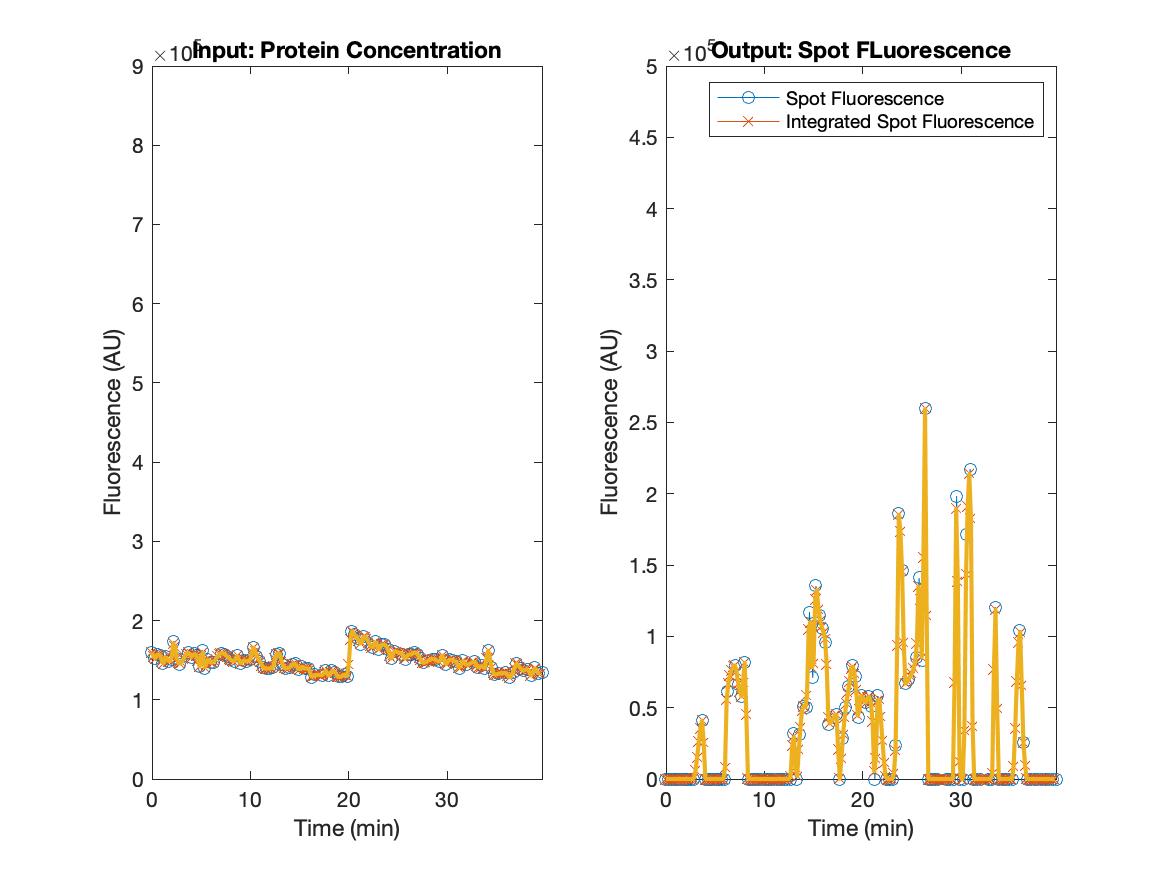 ×10⁵
Input: Protein Concentration
9
8
7
6
5
4
3
2
1
0
Fluorescence (AU)
0 10 20 30
Time (min)
×10⁵
Output: Spot FLuorescence
Spot Fluorescence
Integrated Spot Fluorescence
5
4.5
4
3.5
3
2.5
2
1.5
1
0.5
0
Fluorescence (AU)
0 10 20 30
Time (min)